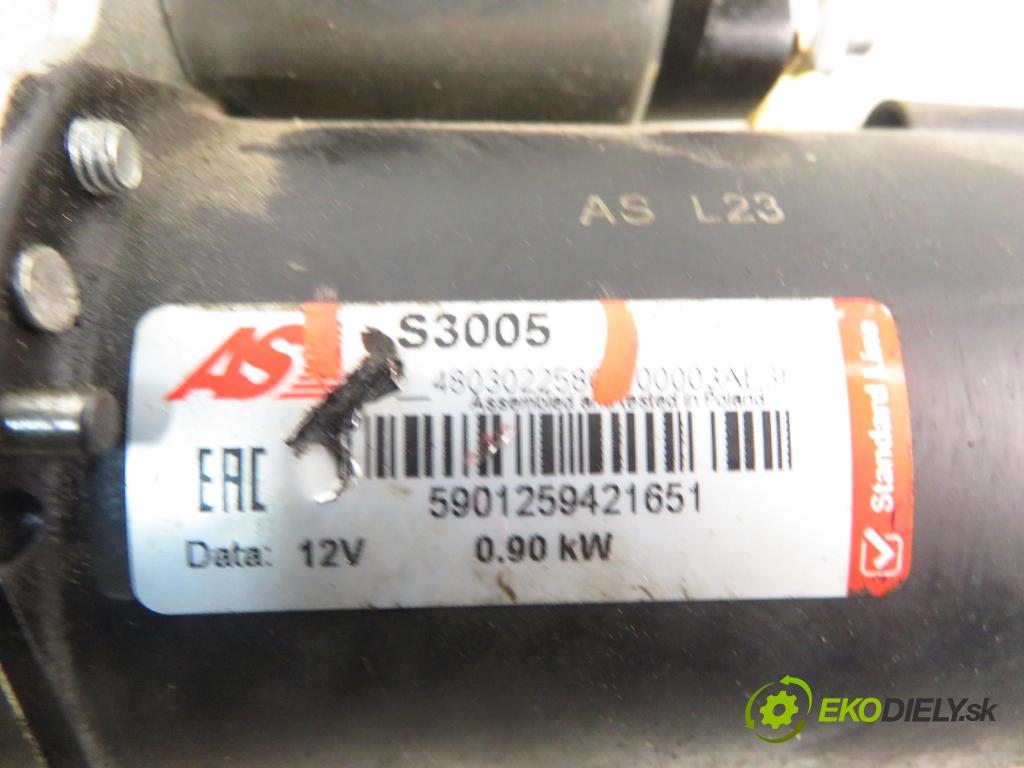 AS L23
AS
S3005
Assembled and tested in Poland
EAC
5901259421651
Data: 12V 0.90 kW
Standard Line
EKODIELY.sk